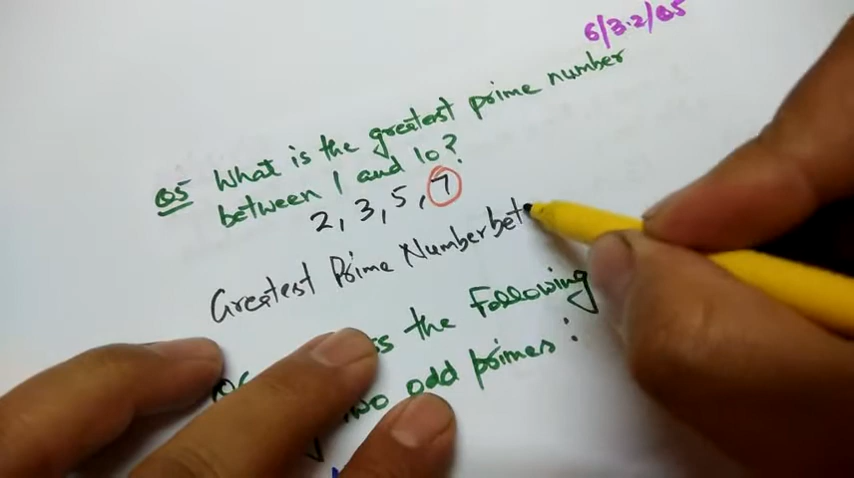 6/3.2/Q5
Q5 What is the greatest prime number
between 1 and 10?
2, 3, 5, 7
Greatest Prime Number bet
the following
two odd primes: